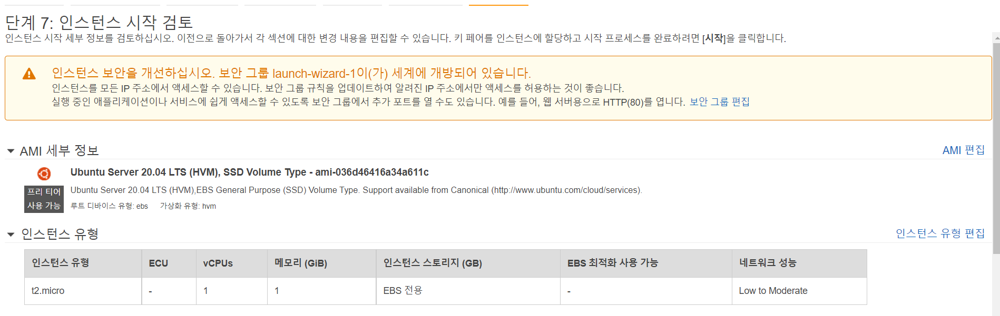 단계 7: 인스턴스 시작 검토
인스턴스 시작 세부 정보를 검토하십시오. 이전으로 돌아가서 각 섹션에 대한 변경 내용을 편집할 수 있습니다. 키 페어를 인스턴스에 할당하고 시작 프로세스를 완료하려면 [시작]을 클릭합니다.
인스턴스 보안을 개선하십시오. 보안 그룹 launch-wizard-1이(가) 세계에 개방되어 있습니다.
인스턴스를 모든 IP 주소에서 액세스할 수 있습니다. 보안 그룹 규칙을 업데이트하여 알려진 IP 주소에서만 액세스를 허용하는 것이 좋습니다.
실행 중인 애플리케이션이나 서비스에 쉽게 액세스할 수 있도록 보안 그룹에서 추가 포트를 열 수도 있습니다. 예를 들어, 웹 서버용으로 HTTP(80)를 엽니다. 보안 그룹 편집
AMI 세부 정보 AMI 편집
Ubuntu Server 20.04 LTS (HVM), SSD Volume Type - ami-036d46416a34a611c
프리 티어 Ubuntu Server 20.04 LTS (HVM),EBS General Purpose (SSD) Volume Type. Support available from Canonical (http://www.ubuntu.com/cloud/services).
사용 가능 루트 디바이스 유형: ebs 가상화 유형: hvm
인스턴스 유형 인스턴스 유형 편집
인스턴스 유형 ECU vCPUs 메모리 (GiB) 인스턴스 스토리지 (GB) EBS 최적화 사용 가능 네트워크 성능
t2.micro - 1 1 EBS 전용 - Low to Moderate